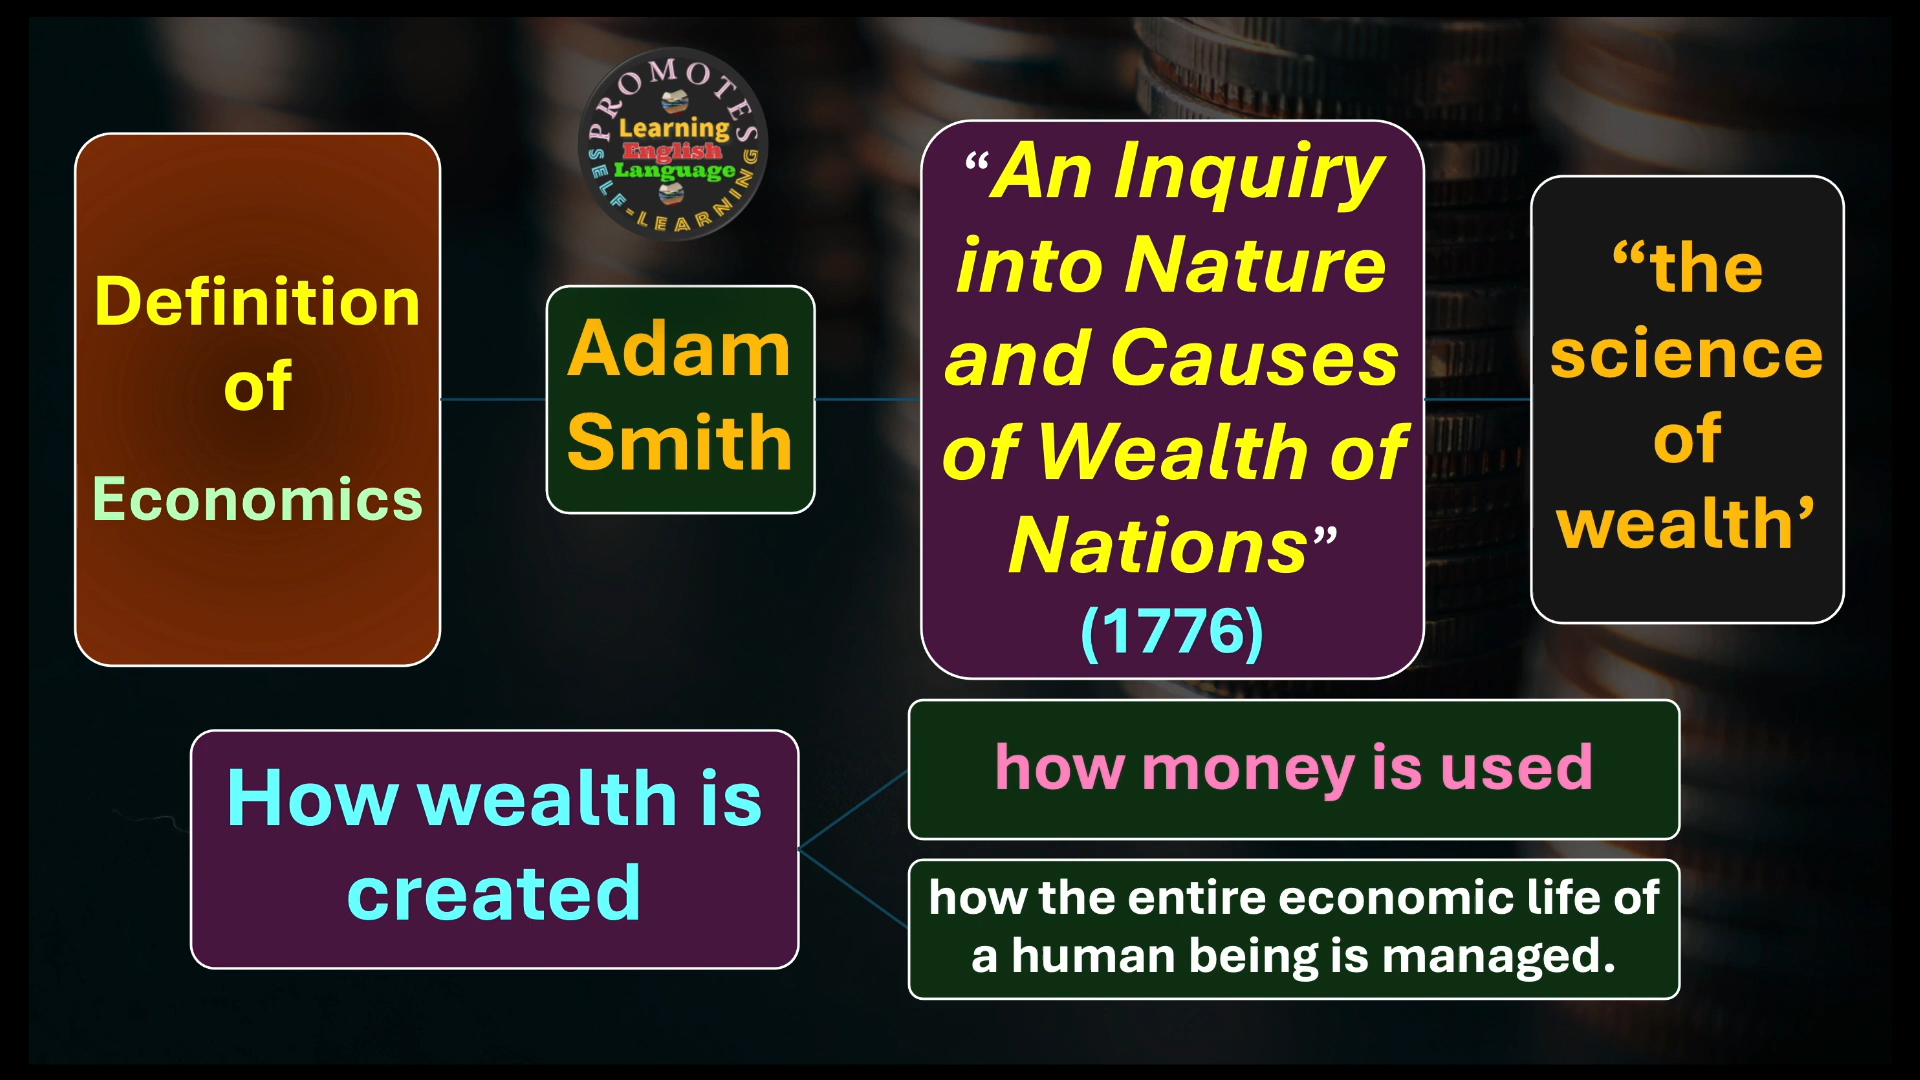 PROMOTES
Learning
English
Language
SELF-LEARNING
Definition
of
Economics
Adam
Smith
“An Inquiry
into Nature
and Causes
of Wealth of
Nations”
(1776)
“the
science
of
wealth’
How wealth is
created
how money is used
how the entire economic life of
a human being is managed.